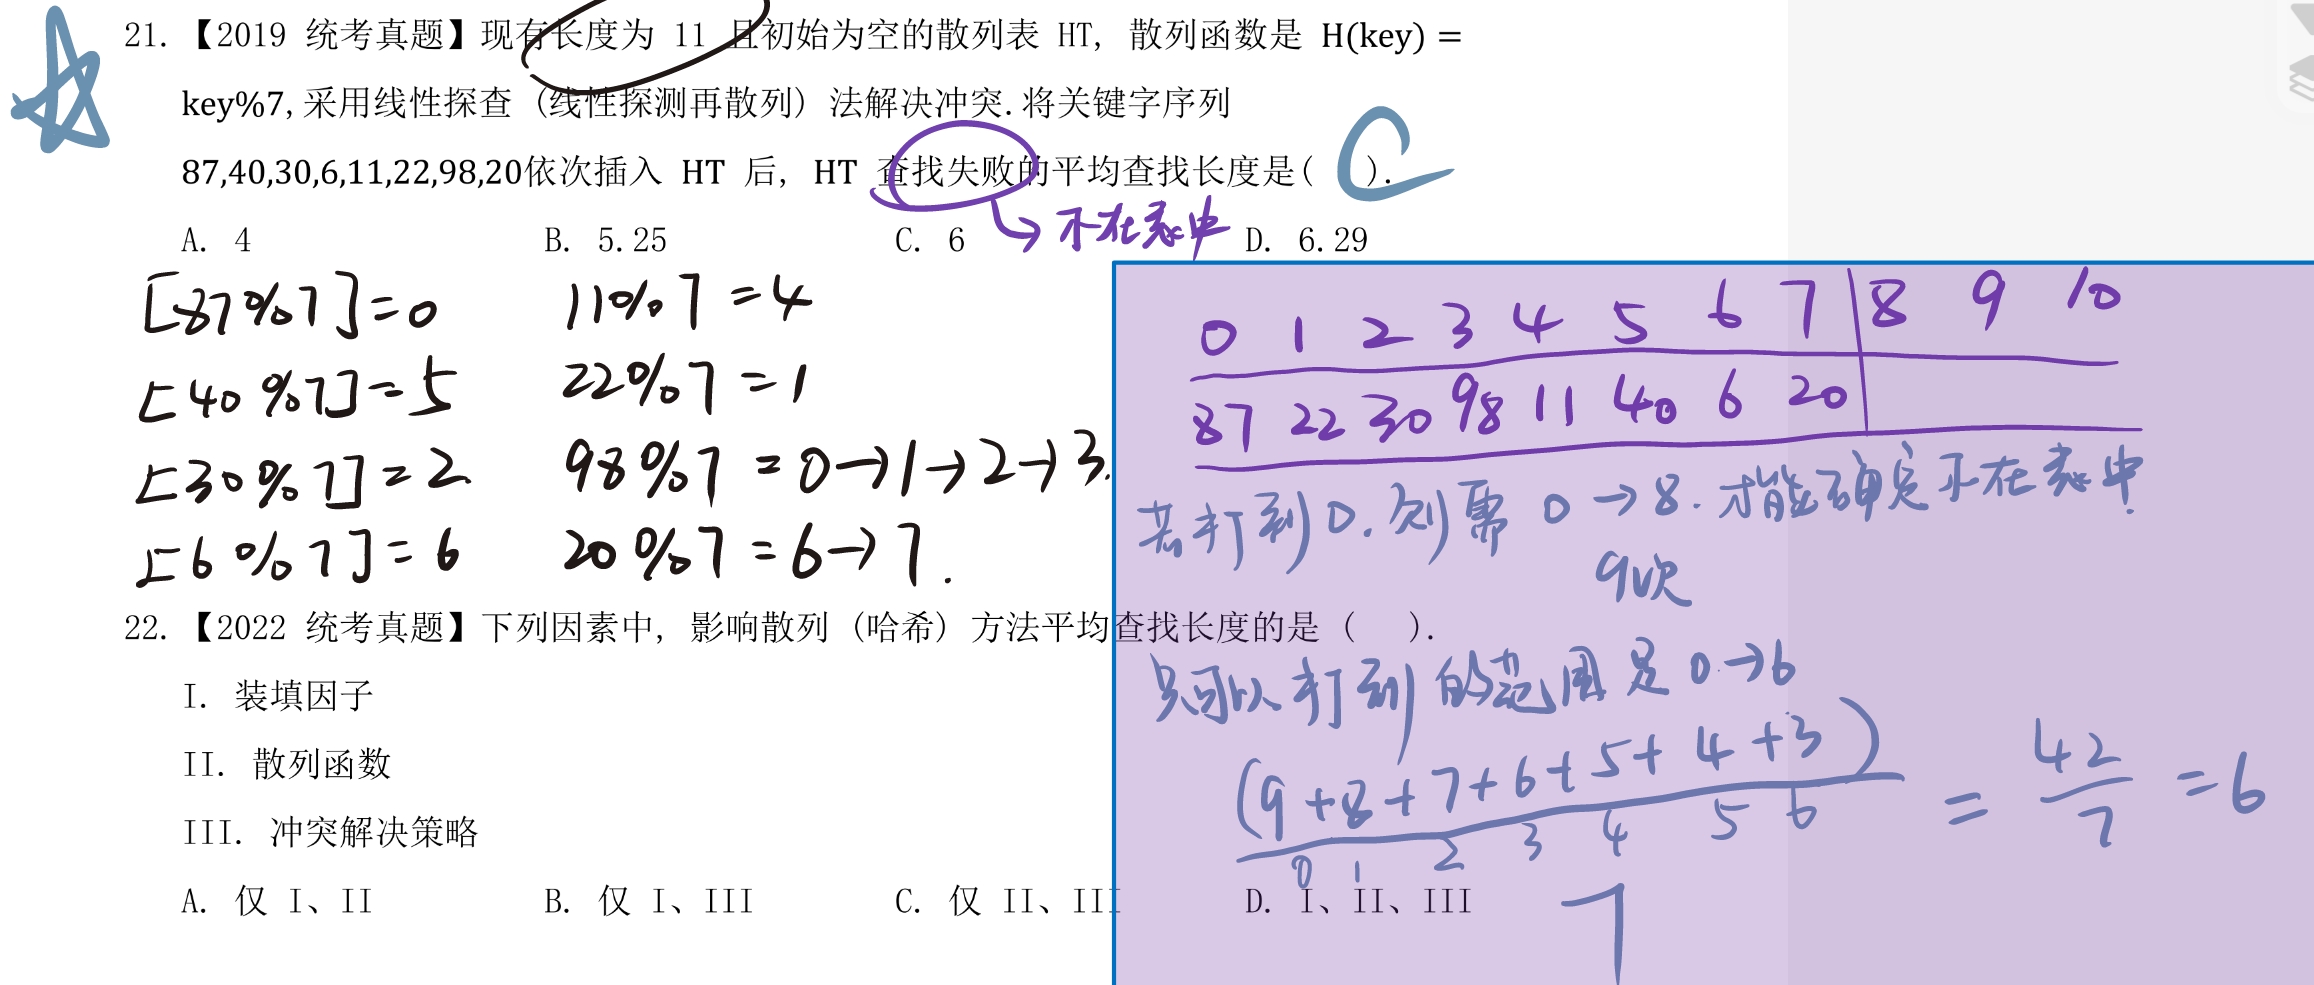 21. 【2019 统考真题】现有长度为 11 且初始为空的散列表 HT, 散列函数是 H(key) =
key%7, 采用线性探查 (线性探测再散列) 法解决冲突. 将关键字序列
87,40,30,6,11,22,98,20依次插入 HT 后, HT 查找失败的平均查找长度是( C ).
→ 不在表中
A. 4 B. 5.25 C. 6 D. 6.29
[87%7]=0 11%7=4
[40%7]=5 22%7=1
[30%7]=2 98%7=0→1→2→3.
[6%7]=6 20%7=6→7.
0 1 2 3 4 5 6 7 8 9 10
87 22 30 98 11 40 6 20
若打到0.则需 0→8.才能确定不在表中.
9次
只可以打到的范围是0→6
(9+8+7+6+5+4+3) = 42/7 = 6
0 1 2 3 4 5 6
7
22. 【2022 统考真题】下列因素中, 影响散列 (哈希) 方法平均查找长度的是 ( ).
I. 装填因子
II. 散列函数
III. 冲突解决策略
A. 仅 I、II B. 仅 I、III C. 仅 II、III D. I、II、III